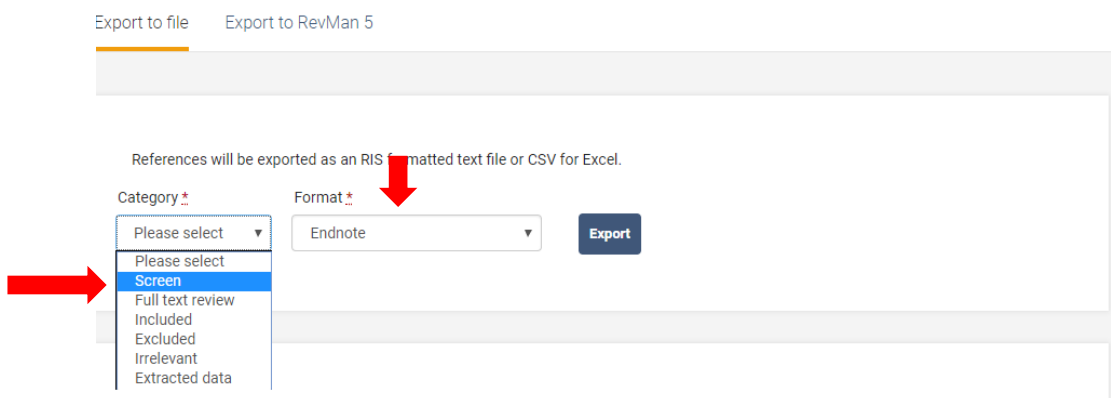 Export to file Export to RevMan 5
References will be exported as an RIS formatted text file or CSV for Excel.
Category * Format *
Please select Endnote Export
Please select
Screen
Full text review
Included
Excluded
Irrelevant
Extracted data